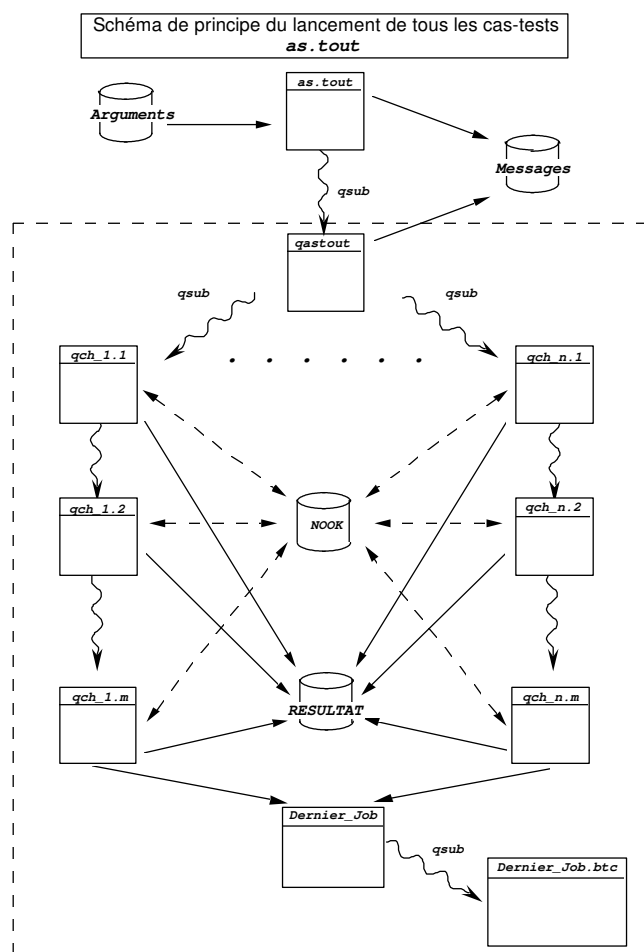 Schéma de principe du lancement de tous les cas-tests
as.tout
as.tout
Arguments
Messages
qsub
qastout
qsub
qsub
qch_1.1
qch_n.1
qch_1.2
NOOK
qch_n.2
qch_1.m
RESULTAT
qch_n.m
Dernier_Job
qsub
Dernier_Job.btc